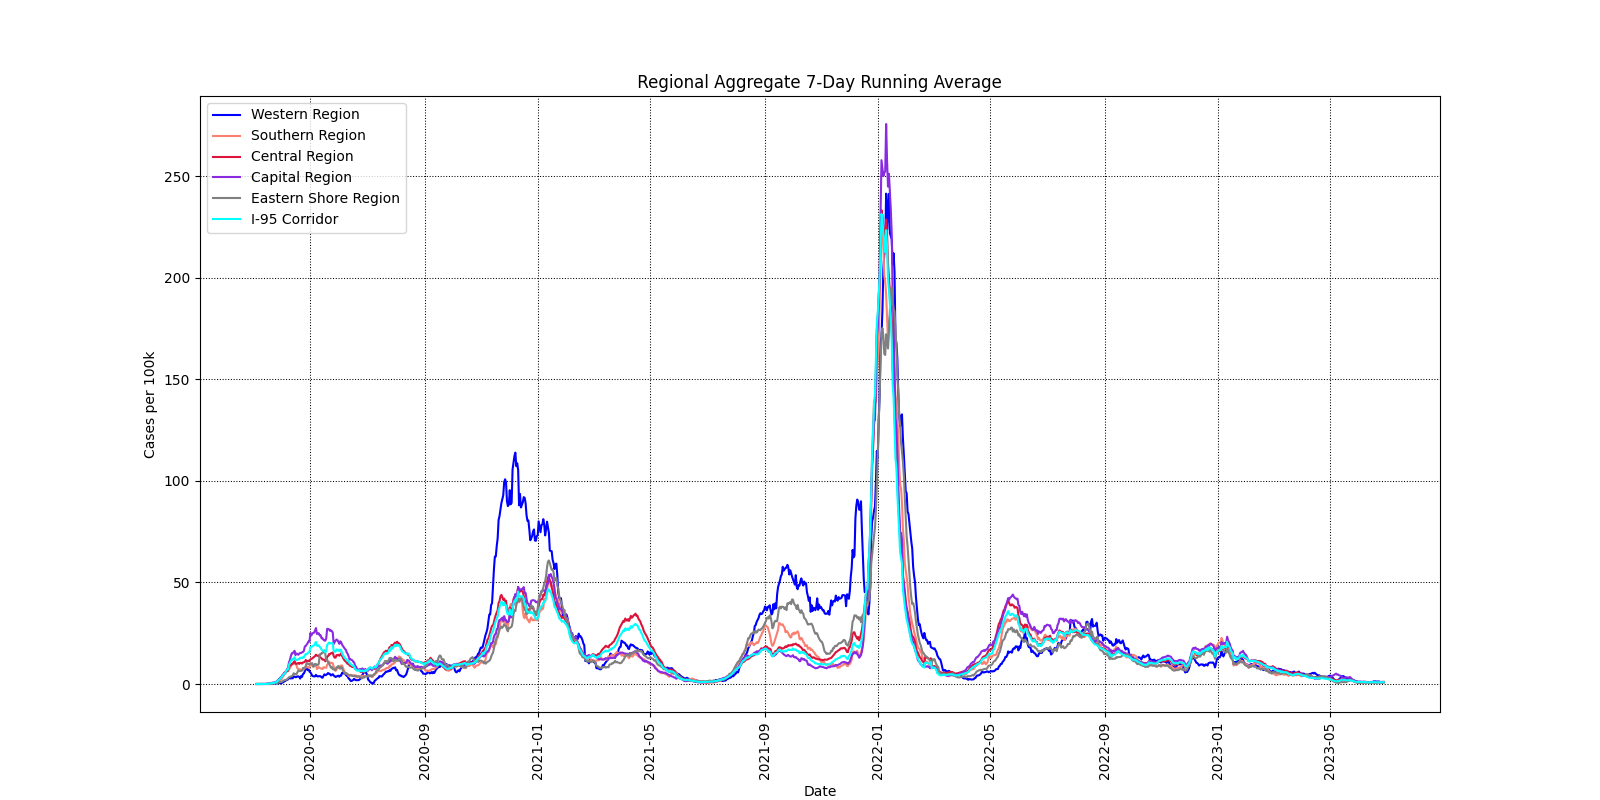 Regional Aggregate 7-Day Running Average
Western Region
Southern Region
Central Region
Capital Region
Eastern Shore Region
I-95 Corridor
Cases per 100k
250
200
150
100
50
0
2020-05
2020-09
2021-01
2021-05
2021-09
2022-01
2022-05
2022-09
2023-01
2023-05
Date